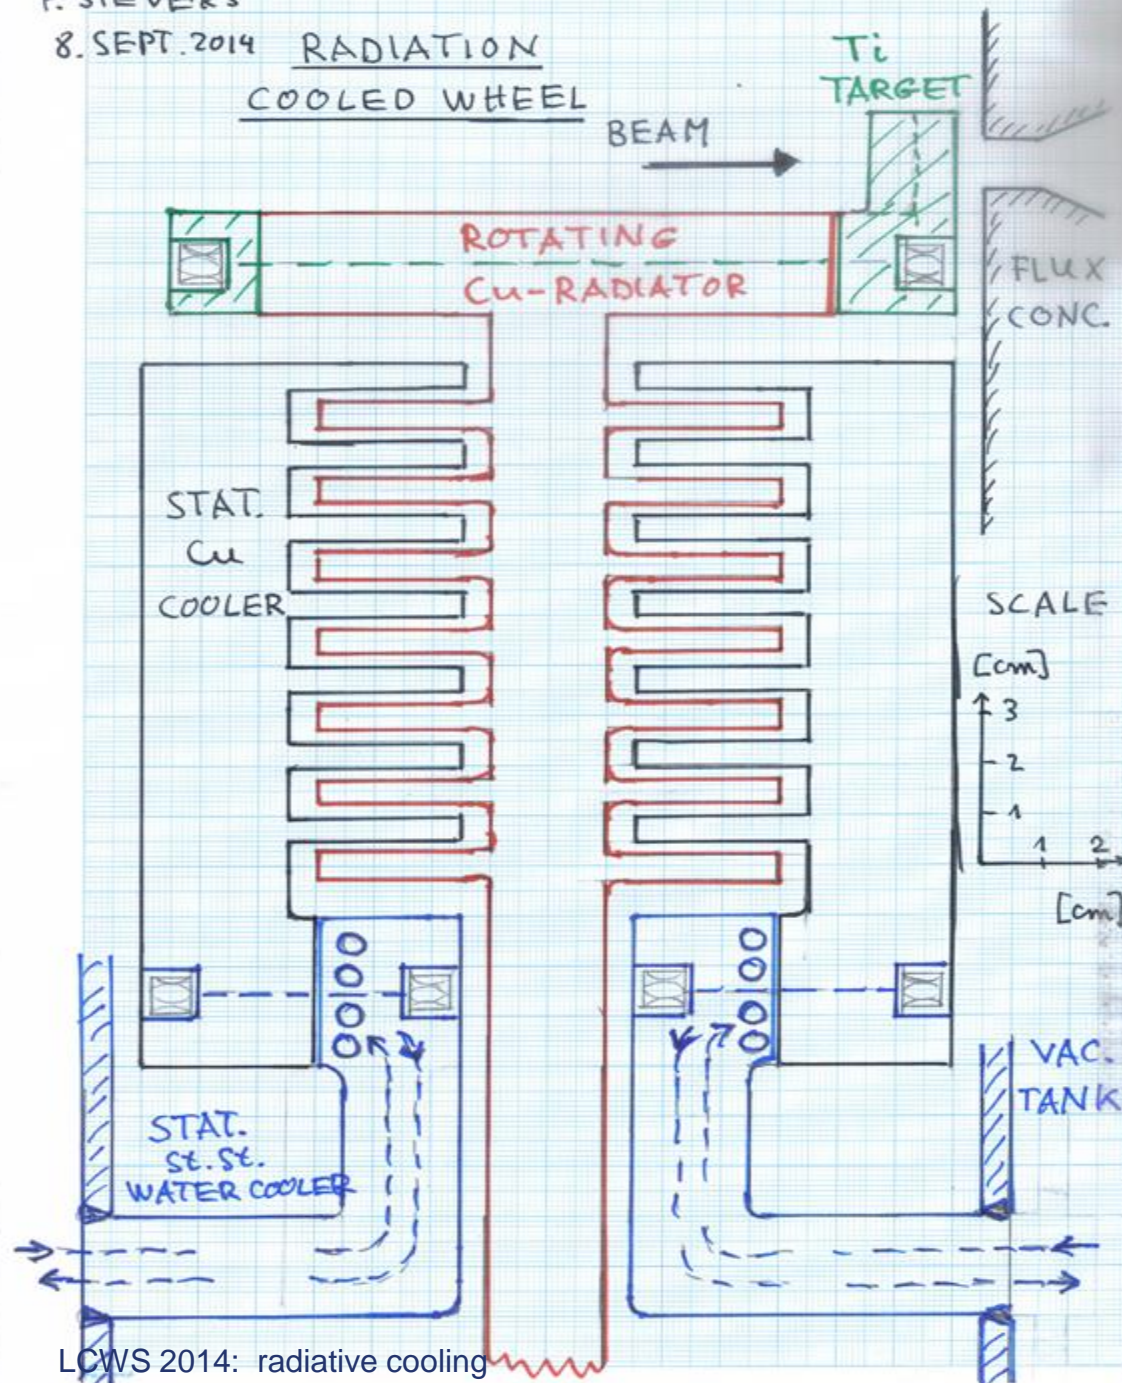 P. SIEVERS
8. SEPT. 2014
RADIATION
COOLED WHEEL
Ti
TARGET
BEAM
ROTATING
Cu-RADIATOR
FLUX
CONC.
STAT.
Cu
COOLER
SCALE
[cm]
3
2
1
1 2
[cm]
VAC.
TANK
STAT.
St. St.
WATER COOLER
LCWS 2014: radiative cooling